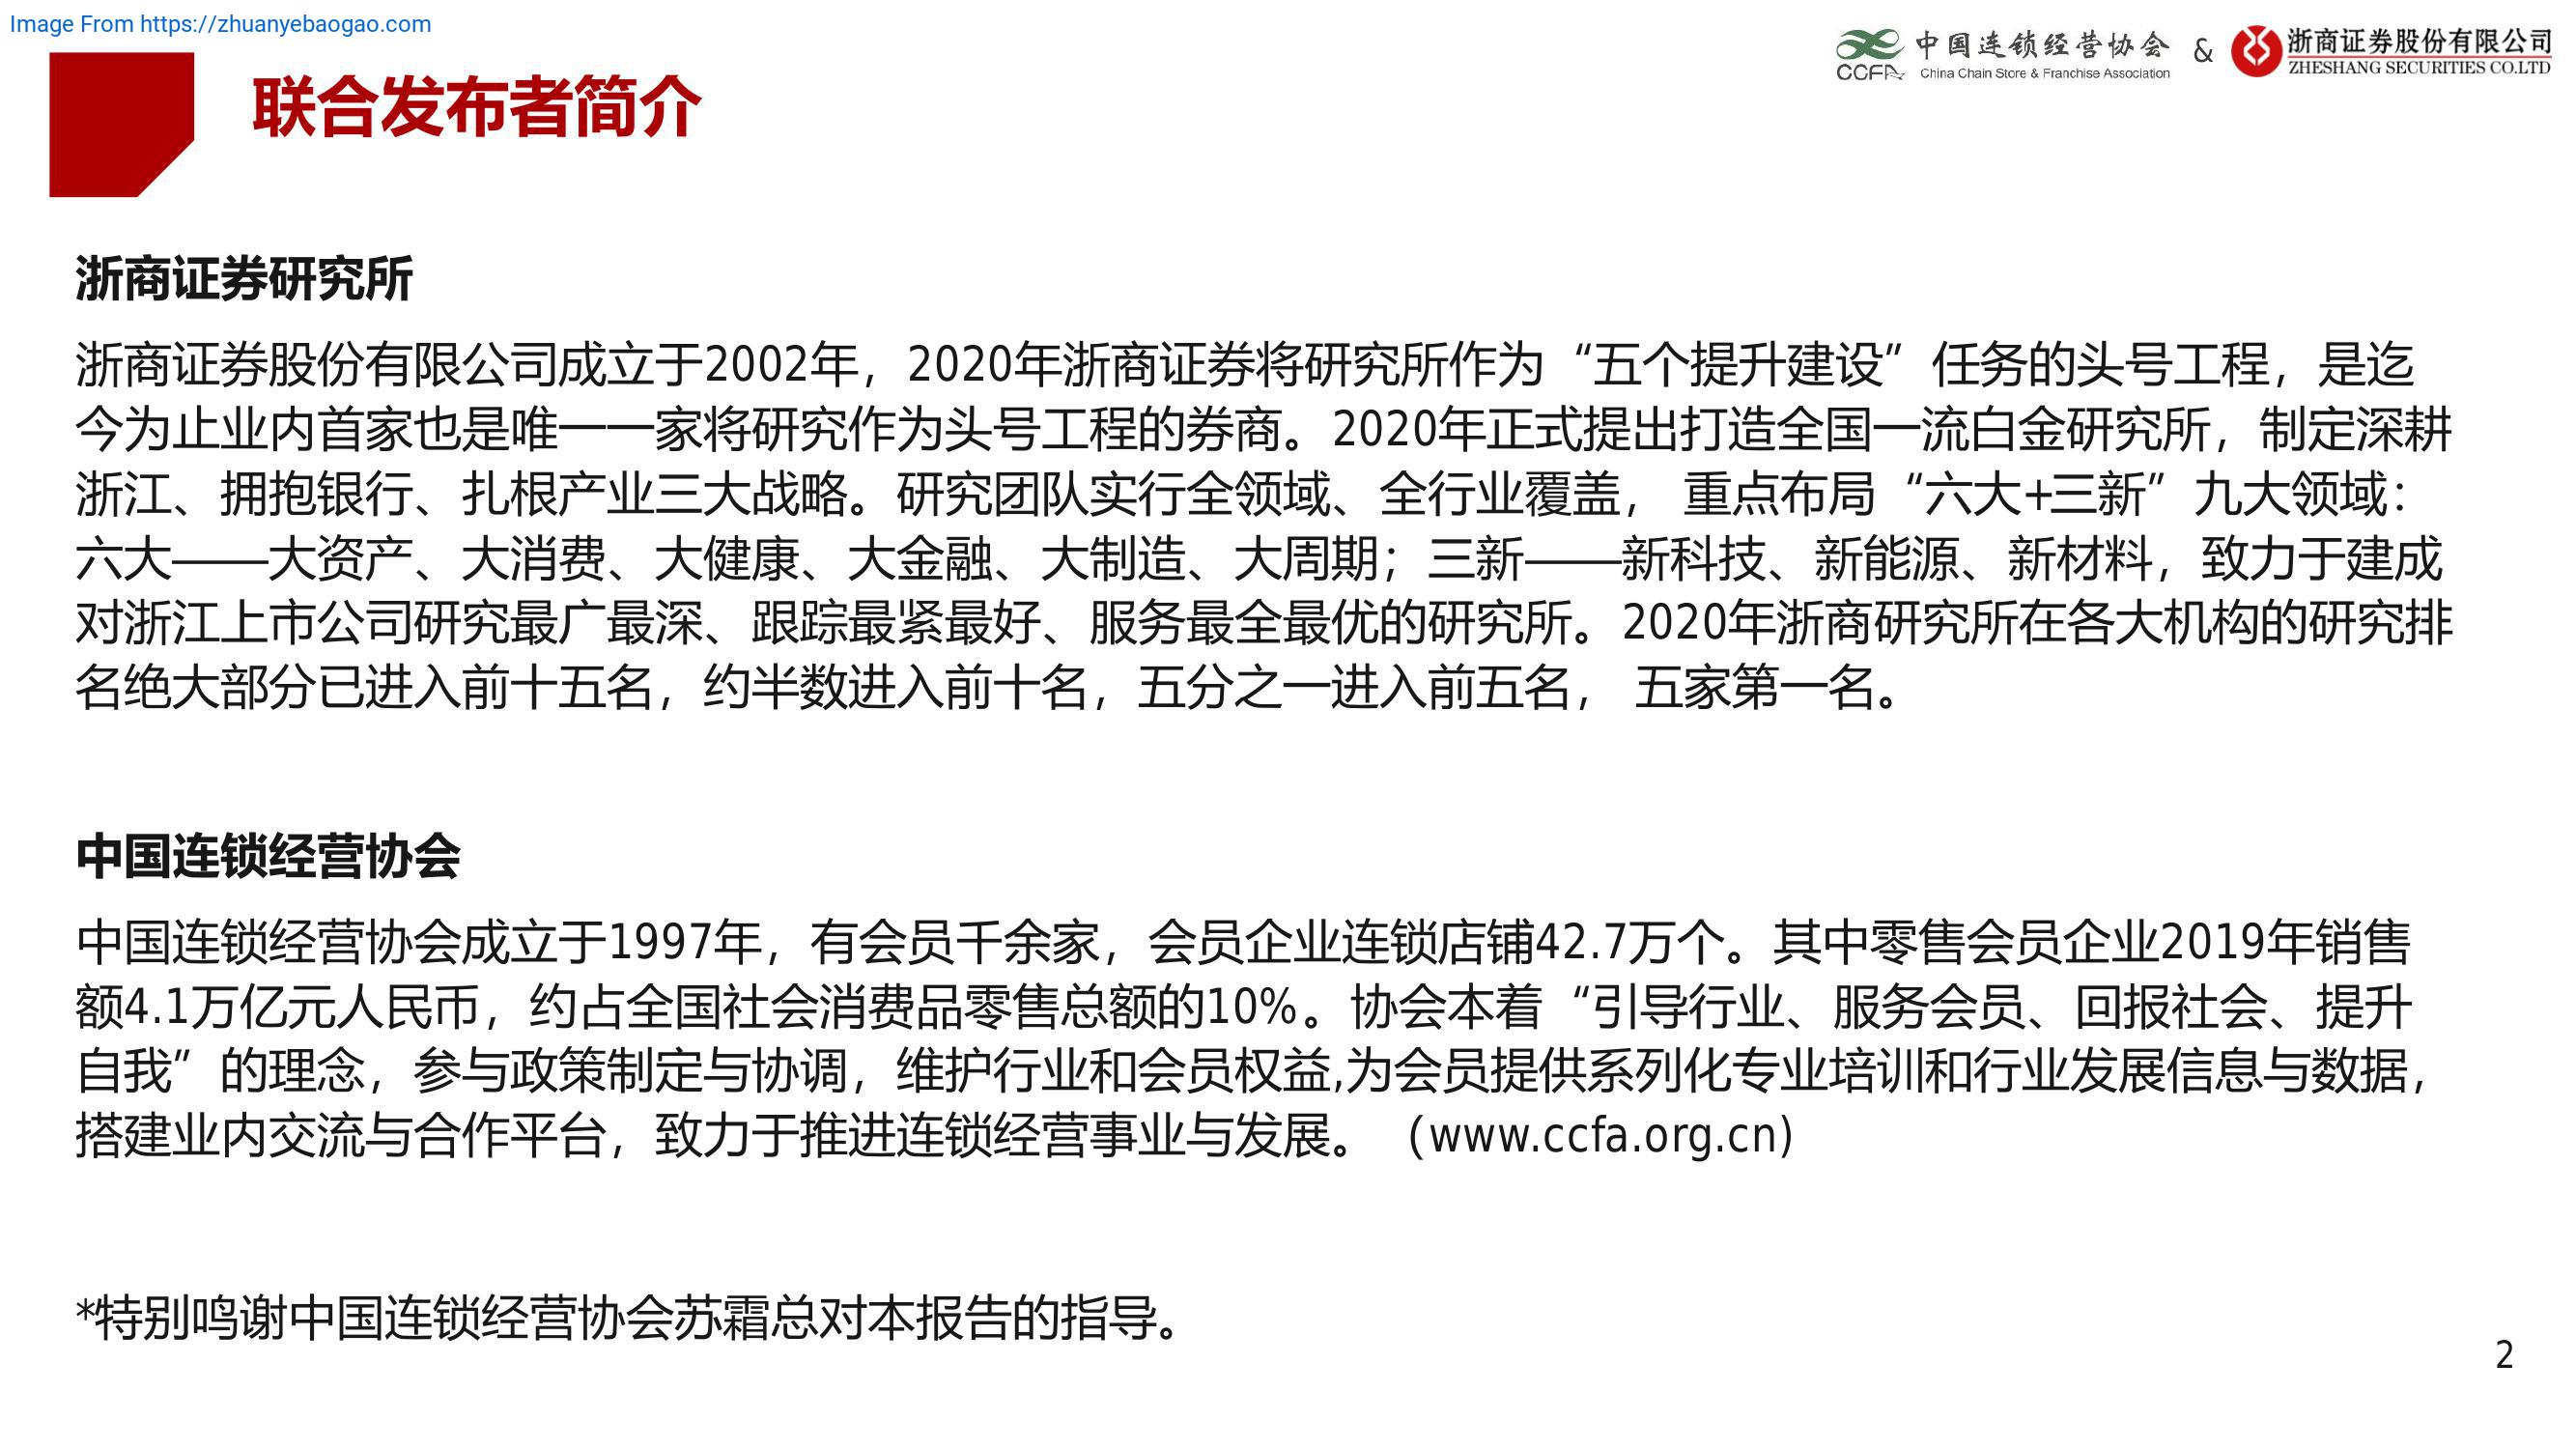 Image From https://zhuanyebaogao.com
中国连锁经营协会
CCFA China Chain Store & Franchise Association
&
浙商证券股份有限公司
ZHESHANG SECURITIES CO.LTD
联合发布者简介
浙商证券研究所
浙商证券股份有限公司成立于2002年，2020年浙商证券将研究所作为“五个提升建设”任务的头号工程，是迄
今为止业内首家也是唯一一家将研究作为头号工程的券商。2020年正式提出打造全国一流白金研究所，制定深耕
浙江、拥抱银行、扎根产业三大战略。研究团队实行全领域、全行业覆盖， 重点布局“六大+三新”九大领域：
六大——大资产、大消费、大健康、大金融、大制造、大周期；三新——新科技、新能源、新材料，致力于建成
对浙江上市公司研究最广最深、跟踪最紧最好、服务最全最优的研究所。2020年浙商研究所在各大机构的研究排
名绝大部分已进入前十五名，约半数进入前十名，五分之一进入前五名， 五家第一名。
中国连锁经营协会
中国连锁经营协会成立于1997年，有会员千余家，会员企业连锁店铺42.7万个。其中零售会员企业2019年销售
额4.1万亿元人民币，约占全国社会消费品零售总额的10%。协会本着“引导行业、服务会员、回报社会、提升
自我”的理念，参与政策制定与协调，维护行业和会员权益,为会员提供系列化专业培训和行业发展信息与数据，
搭建业内交流与合作平台，致力于推进连锁经营事业与发展。（www.ccfa.org.cn)
*特别鸣谢中国连锁经营协会苏霜总对本报告的指导。
2